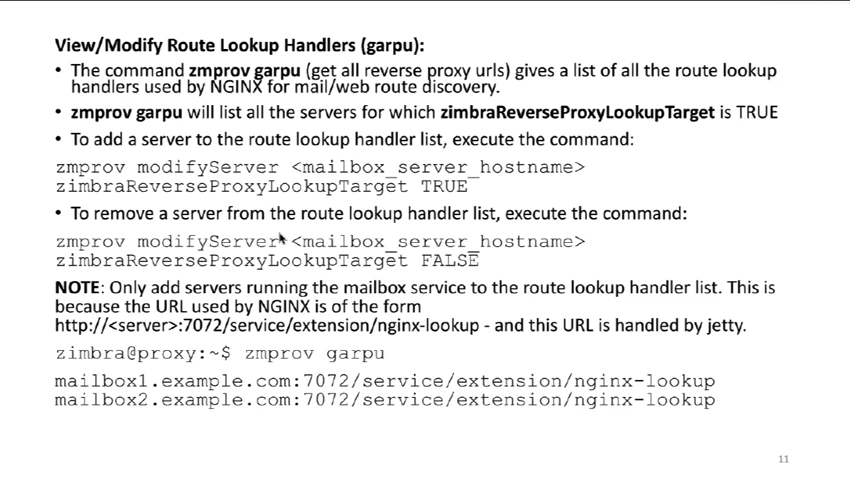 View/Modify Route Lookup Handlers (garpu):
• The command zmprov garpu (get all reverse proxy urls) gives a list of all the route lookup
handlers used by NGINX for mail/web route discovery.
• zmprov garpu will list all the servers for which zimbraReverseProxyLookupTarget is TRUE
• To add a server to the route lookup handler list, execute the command:
zmprov modifyServer <mailbox_server_hostname>
zimbraReverseProxyLookupTarget TRUE
• To remove a server from the route lookup handler list, execute the command:
zmprov modifyServer <mailbox_server_hostname>
zimbraReverseProxyLookupTarget FALSE
NOTE: Only add servers running the mailbox service to the route lookup handler list. This is
because the URL used by NGINX is of the form
http://<server>:7072/service/extension/nginx-lookup - and this URL is handled by jetty.
zimbra@proxy:~$ zmprov garpu
mailbox1.example.com:7072/service/extension/nginx-lookup
mailbox2.example.com:7072/service/extension/nginx-lookup
11